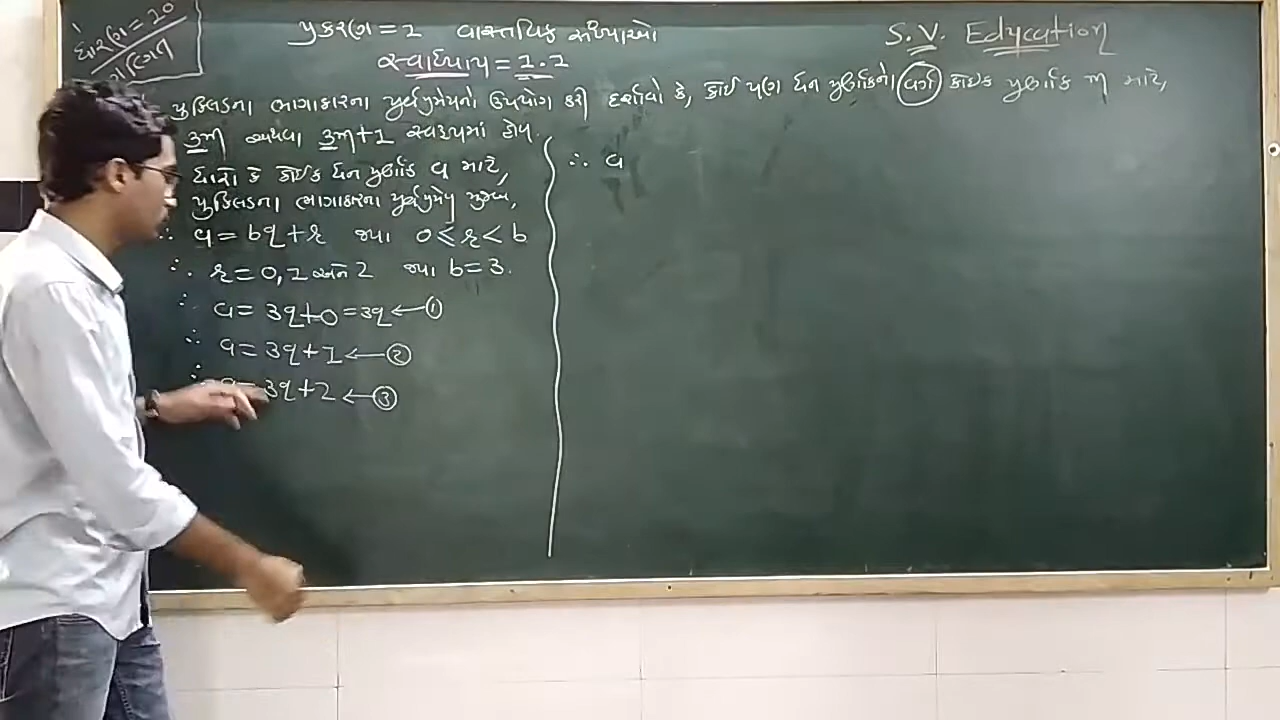 ધોરણ = 10
ગણિત
પ્રકરણ = 1 વાસ્તવિક સંખ્યાઓ
S.V. Education
સ્વાધ્યાય = 1.1
યુક્લિડના ભાગાકારના પૂર્વપ્રમેયનો ઉપયોગ કરી દર્શાવો કે, કોઈ પણ ધન પૂર્ણાંકનો વર્ગ કોઈક પૂર્ણાંક m માટે,
3m અથવા 3m+1 સ્વરૂપમાં હોય.
ધારો કે કોઈક ધન પૂર્ણાંક a માટે,
યુક્લિડના ભાગાકારના પૂર્વપ્રમેય મુજબ,
∴ a = bq + r જ્યાં 0 ≤ r < b
∴ r = 0, 1 અને 2 જ્યાં b = 3.
∴ a = 3q+0 = 3q ← ①
∴ a = 3q+1 ← ②
∴ a = 3q+2 ← ③
∴ a